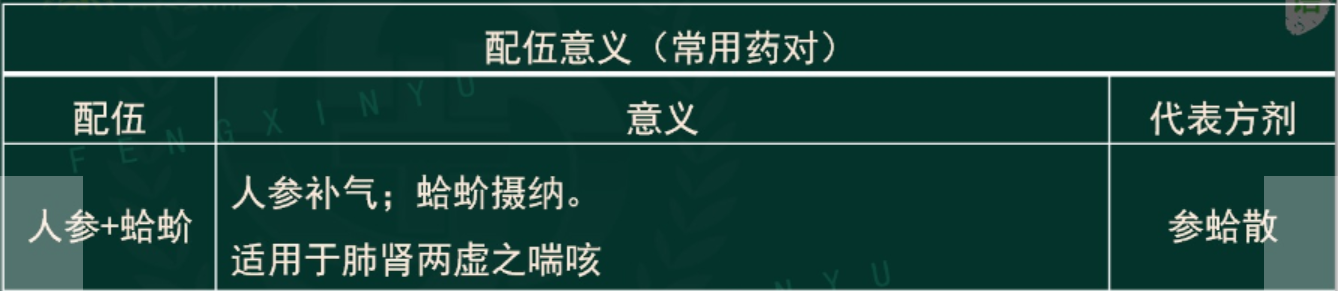 配伍意义（常用药对）
配伍 意义 代表方剂
人参+蛤蚧 人参补气；蛤蚧摄纳。 参蛤散
适用于肺肾两虚之喘咳
FENGXINYU
NYU